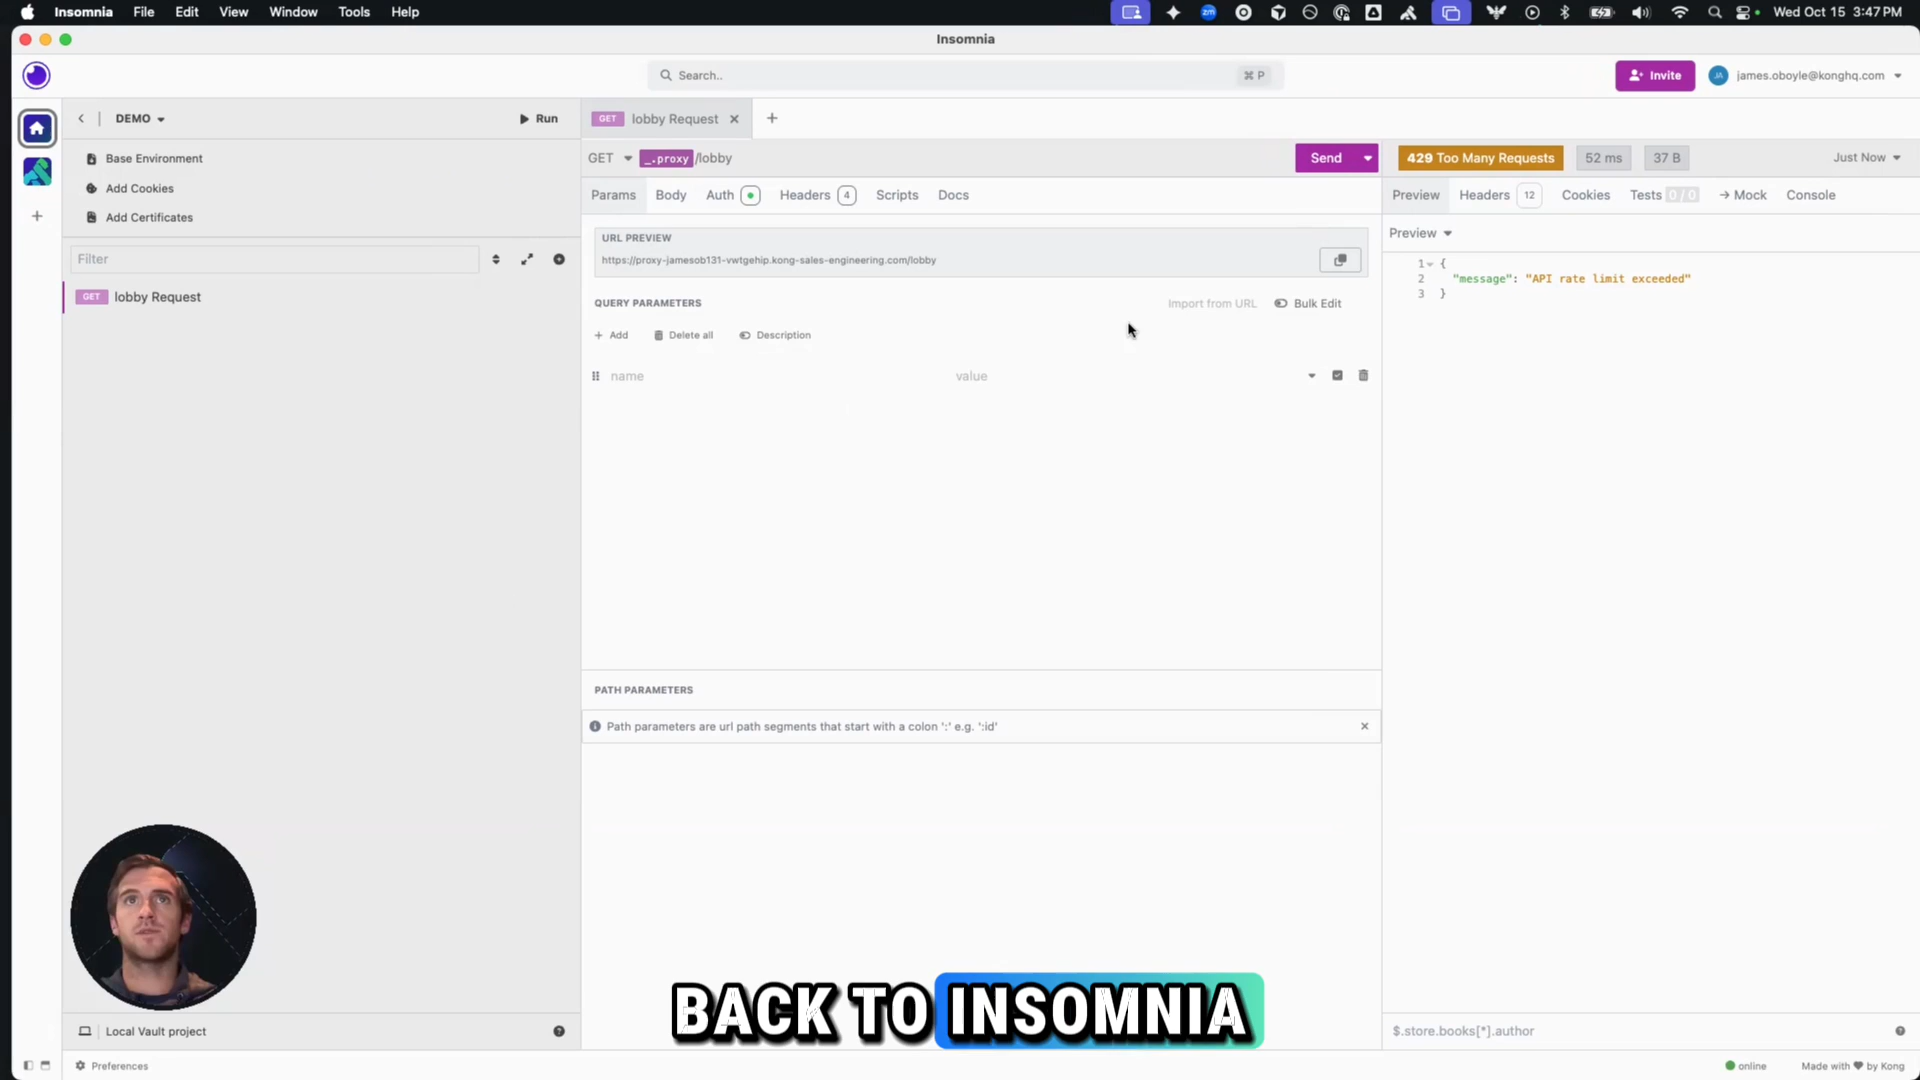 Insomnia File Edit View Window Tools Help
Wed Oct 15 3:47 PM
Insomnia
Search..
⌘ P
Invite
JA
james.oboyle@konghq.com
DEMO
Run
Base Environment
Add Cookies
Add Certificates
Filter
GET lobby Request
GET lobby Request
GET _.proxy/lobby
Send
Params Body Auth Headers 4 Scripts Docs
URL PREVIEW
https://proxy-jamesob131-vwtgehip.kong-sales-engineering.com/lobby
QUERY PARAMETERS
Import from URL Bulk Edit
+ Add Delete all Description
name value
PATH PARAMETERS
Path parameters are url path segments that start with a colon ':' e.g. ':id'
429 Too Many Requests 52 ms 37 B Just Now
Preview Headers 12 Cookies Tests 0 / 0 → Mock Console
Preview
1 {
2 "message": "API rate limit exceeded"
3 }
$.store.books[*].author
BACK TO INSOMNIA
Local Vault project
Preferences
online Made with ♥ by Kong